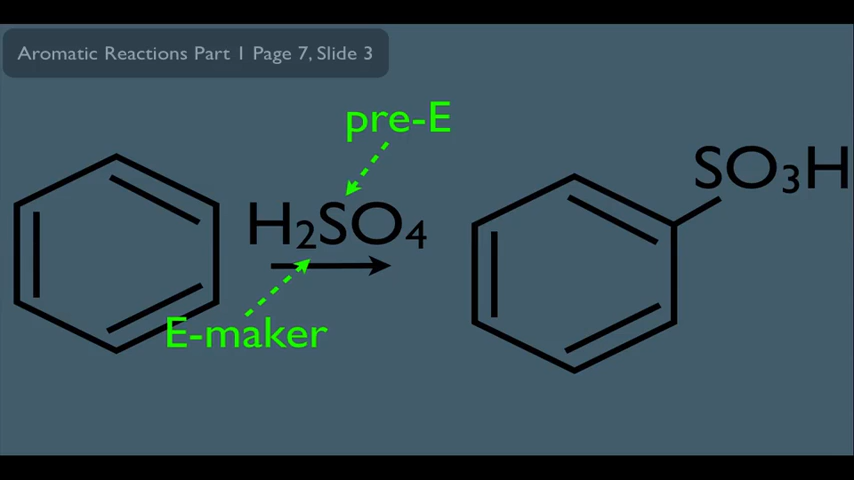 Aromatic Reactions Part 1 Page 7, Slide 3
pre-E
SO₃H
H₂SO₄
E-maker